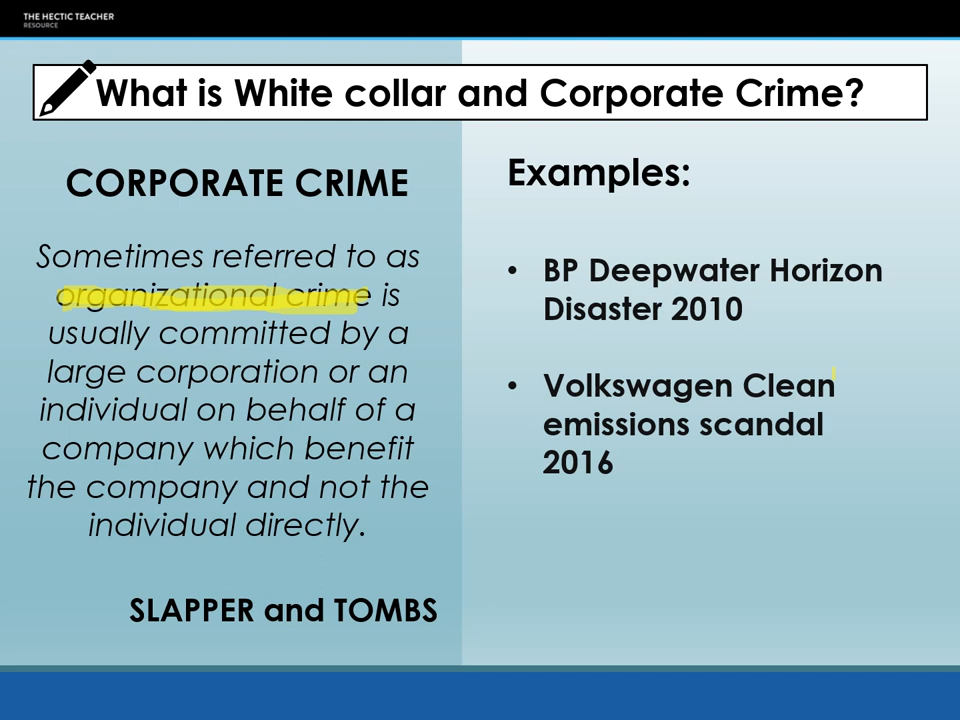 THE HECTIC TEACHER
RESOURCE
What is White collar and Corporate Crime?
CORPORATE CRIME
Sometimes referred to as
organizational crime is
usually committed by a
large corporation or an
individual on behalf of a
company which benefit
the company and not the
individual directly.
SLAPPER and TOMBS
Examples:
• BP Deepwater Horizon
Disaster 2010
• Volkswagen Clean
emissions scandal
2016